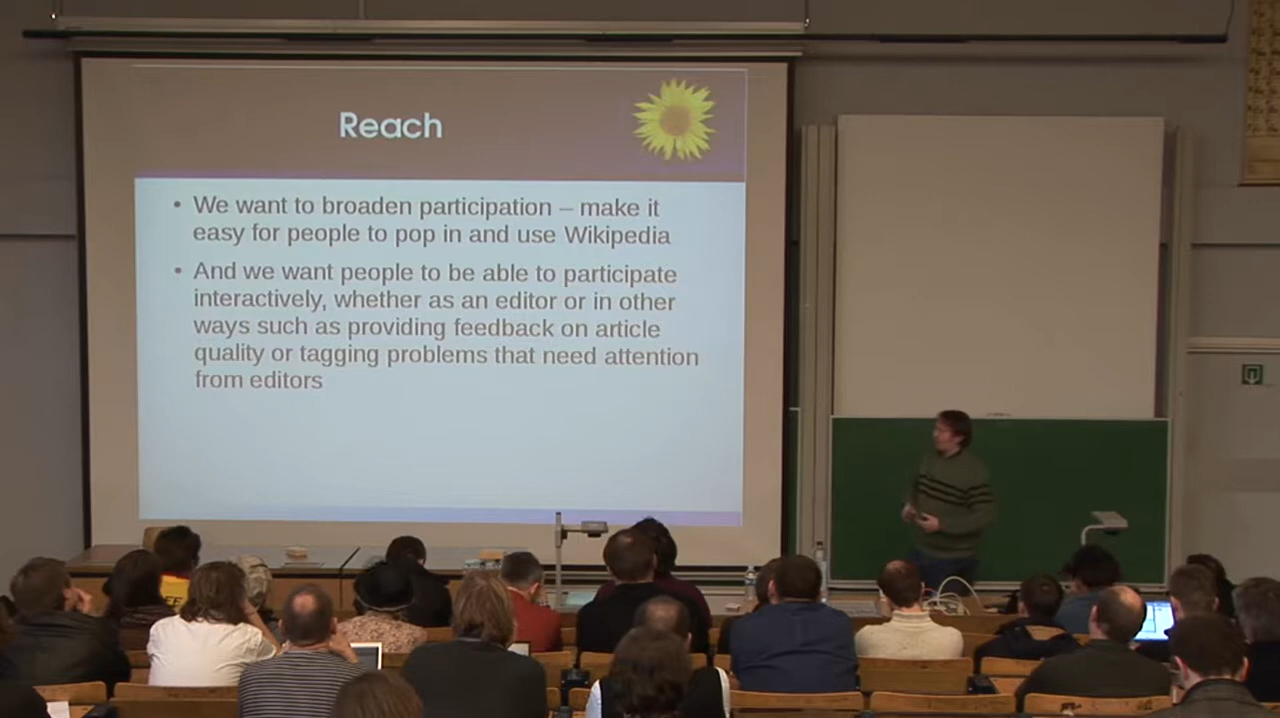 Reach
• We want to broaden participation – make it
easy for people to pop in and use Wikipedia
• And we want people to be able to participate
interactively, whether as an editor or in other
ways such as providing feedback on article
quality or tagging problems that need attention
from editors